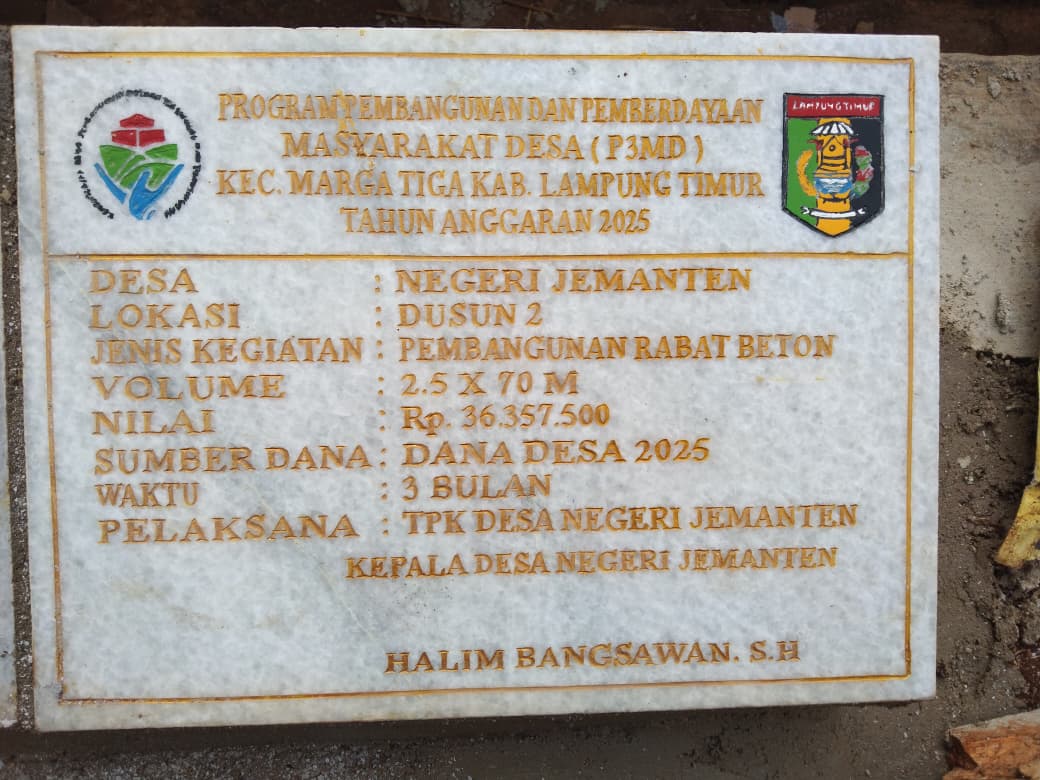 PROGRAM PEMBANGUNAN DAN PEMBERDAYAAN
MASYARAKAT DESA ( P3MD )
KEC. MARGA TIGA KAB. LAMPUNG TIMUR
TAHUN ANGGARAN 2025
LAMPUNG TIMUR
DESA : NEGERI JEMANTEN
LOKASI : DUSUN 2
JENIS KEGIATAN : PEMBANGUNAN RABAT BETON
VOLUME : 2.5 X 70 M
NILAI : Rp. 36.357.500
SUMBER DANA : DANA DESA 2025
WAKTU : 3 BULAN
PELAKSANA : TPK DESA NEGERI JEMANTEN
KEPALA DESA NEGERI JEMANTEN
HALIM BANGSAWAN. S.H